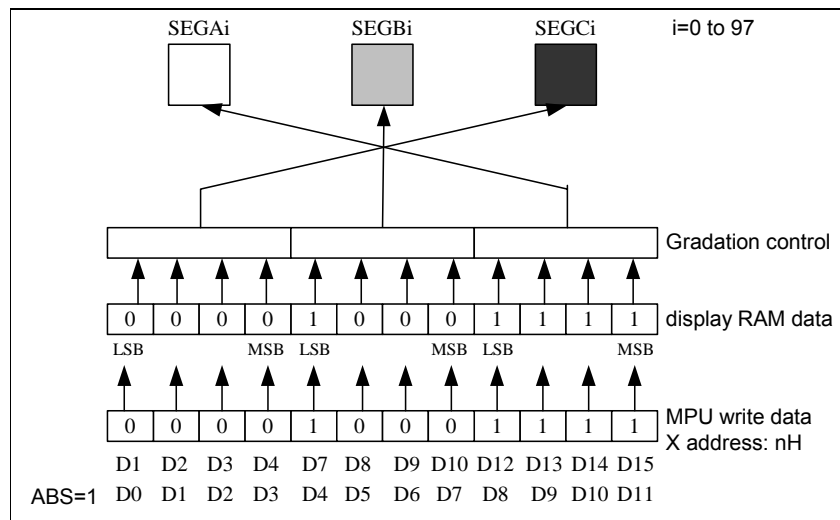 SEGAi SEGBi SEGCi i=0 to 97
Gradation control
0 0 0 0 1 0 0 0 1 1 1 1 display RAM data
LSB MSB LSB MSB LSB MSB
0 0 0 0 1 0 0 0 1 1 1 1 MPU write data
X address: nH
D1 D2 D3 D4 D7 D8 D9 D10 D12 D13 D14 D15
ABS=1 D0 D1 D2 D3 D4 D5 D6 D7 D8 D9 D10 D11